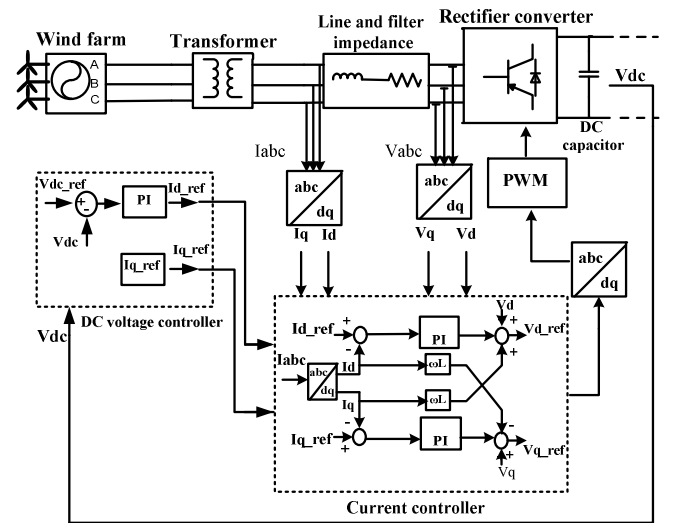 Wind farm
Transformer
Line and filter
impedance
Rectifier converter
A
B
C
Vdc
DC
capacitor
Iabc
Vabc
abc
dq
abc
dq
PWM
Iq Id
Vq Vd
abc
dq
Vdc_ref
+
-
PI
Id_ref
Vdc
Iq_ref
Iq_ref
DC voltage controller
Vdc
Id_ref
+
-
PI
Vd
+
+
+
Vd_ref
Iabc
abc
dq
Id
ωL
Iq
ωL
Iq_ref
-
+
PI
-
+
+
Vq_ref
Vq
Current controller